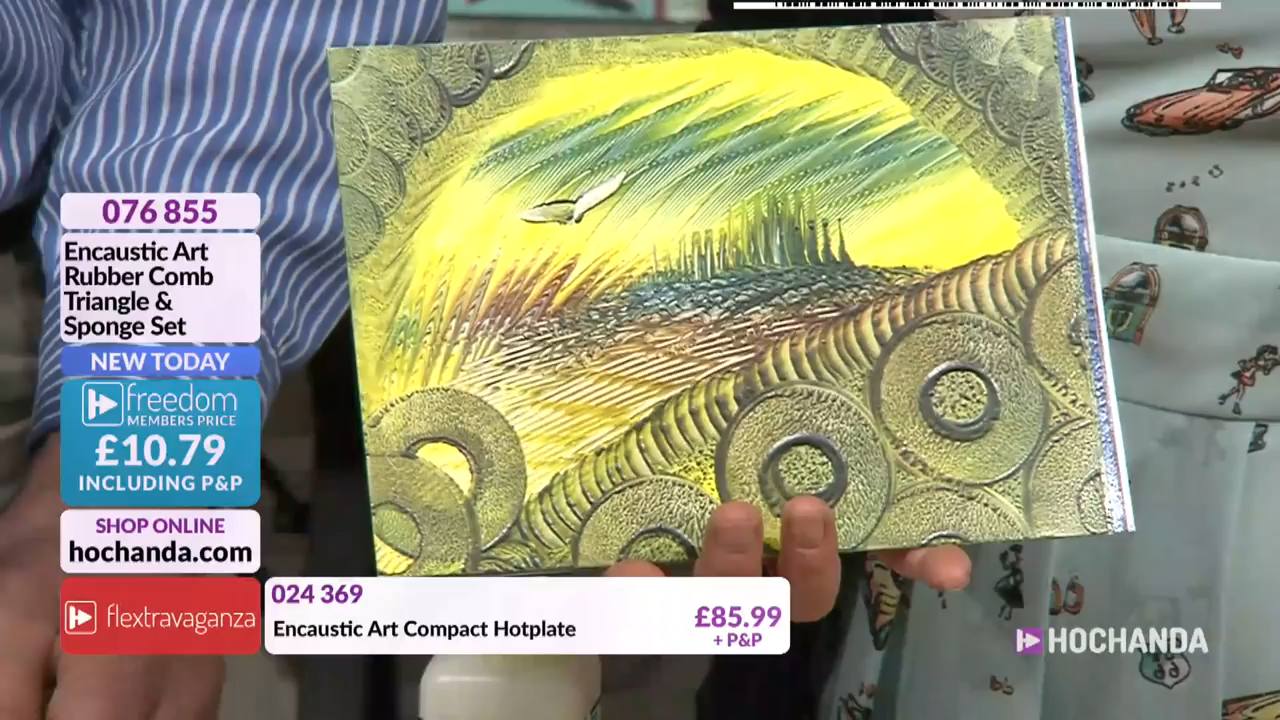 076 855
Encaustic Art
Rubber Comb
Triangle &
Sponge Set
NEW TODAY
freedom
MEMBERS PRICE
£10.79
INCLUDING P&P
SHOP ONLINE
hochanda.com
flextravaganza
024 369
Encaustic Art Compact Hotplate
£85.99
+ P&P
HOCHANDA